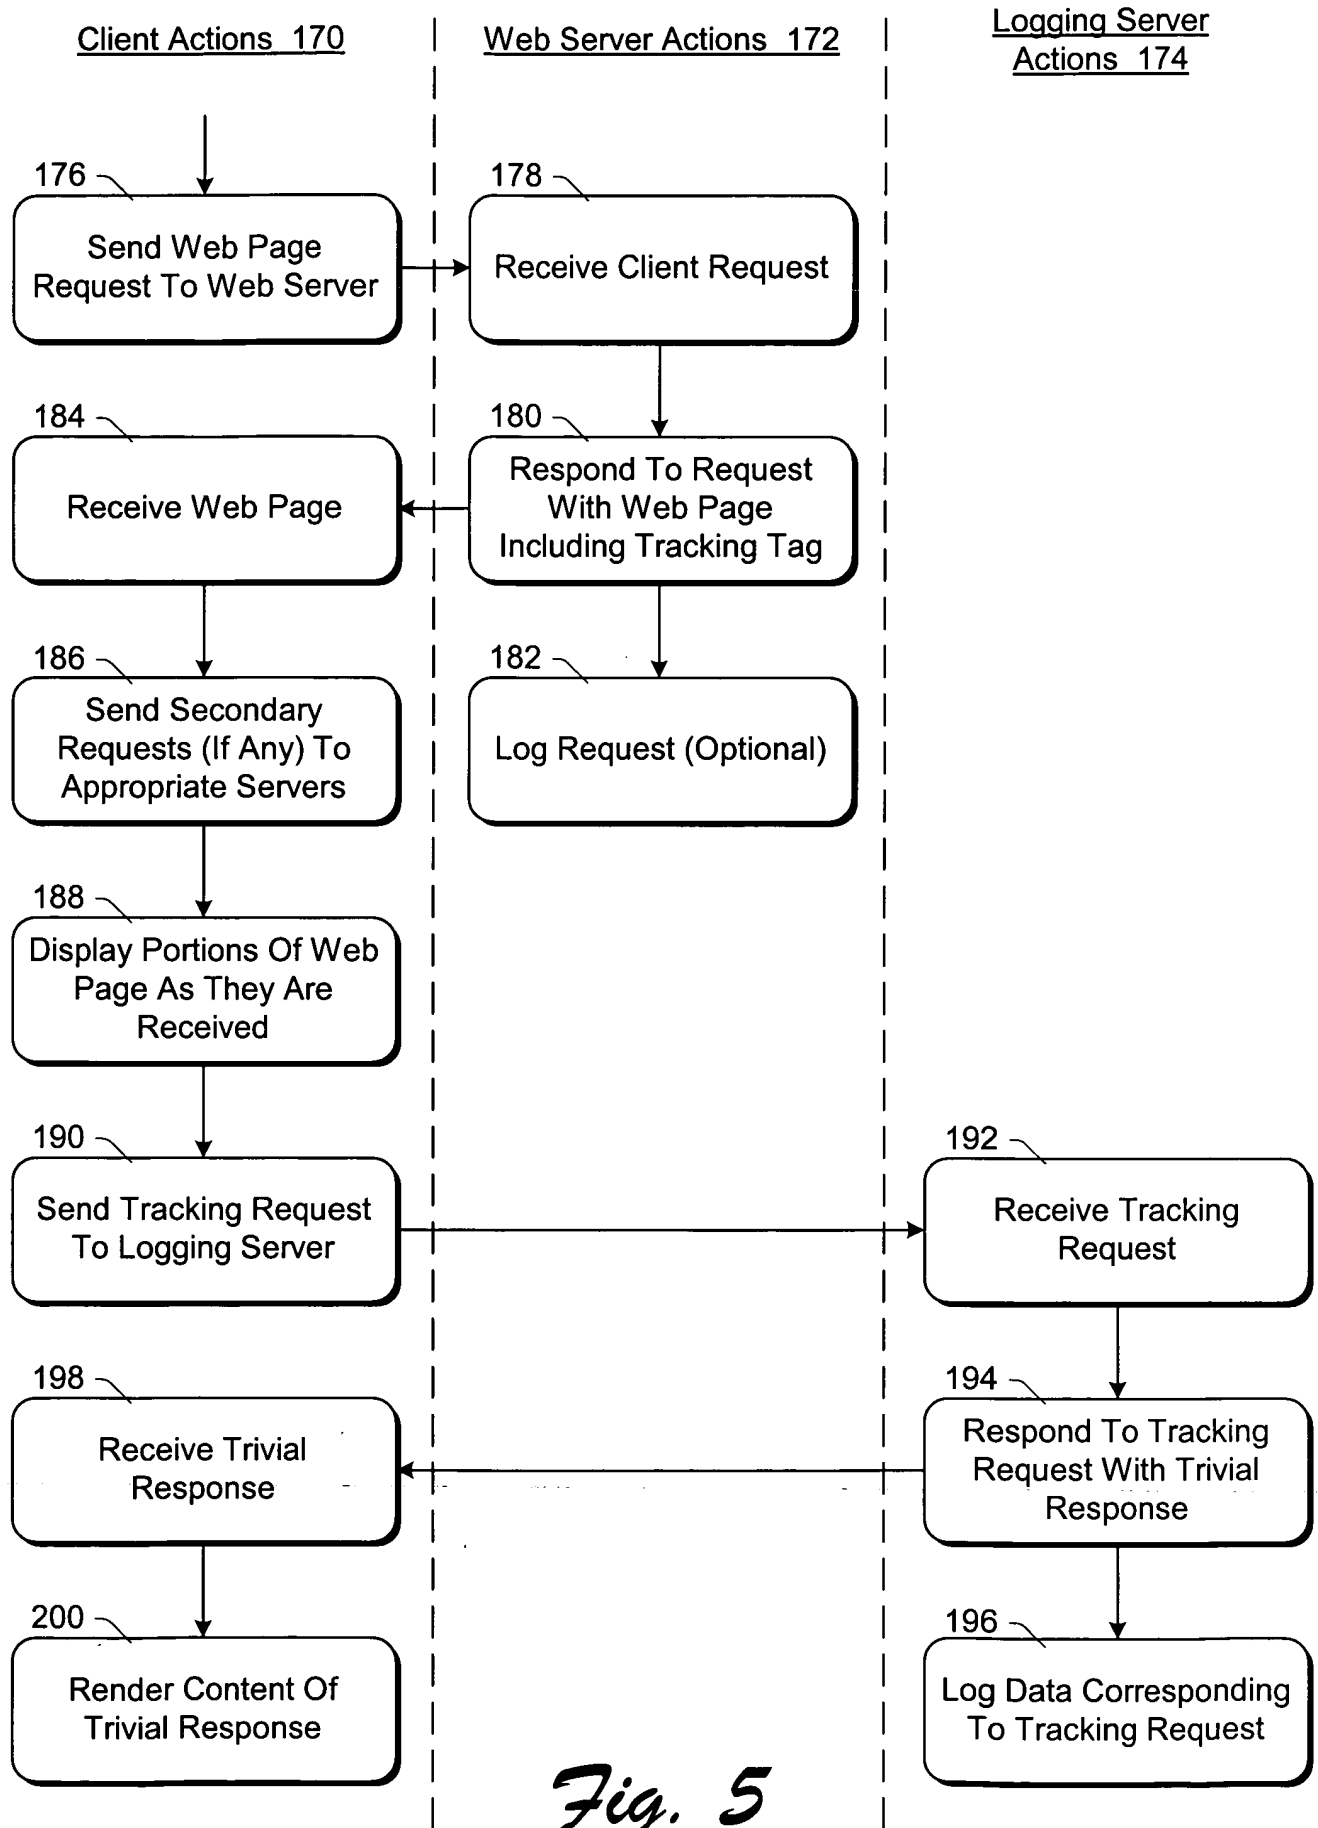 Client Actions 170
Web Server Actions 172
Logging Server
Actions 174
176
Send Web Page
Request To Web Server
178
Receive Client Request
184
Receive Web Page
180
Respond To Request
With Web Page
Including Tracking Tag
186
Send Secondary
Requests (If Any) To
Appropriate Servers
182
Log Request (Optional)
188
Display Portions Of Web
Page As They Are
Received
190
Send Tracking Request
To Logging Server
192
Receive Tracking
Request
198
Receive Trivial
Response
194
Respond To Tracking
Request With Trivial
Response
200
Render Content Of
Trivial Response
196
Log Data Corresponding
To Tracking Request
Fig. 5